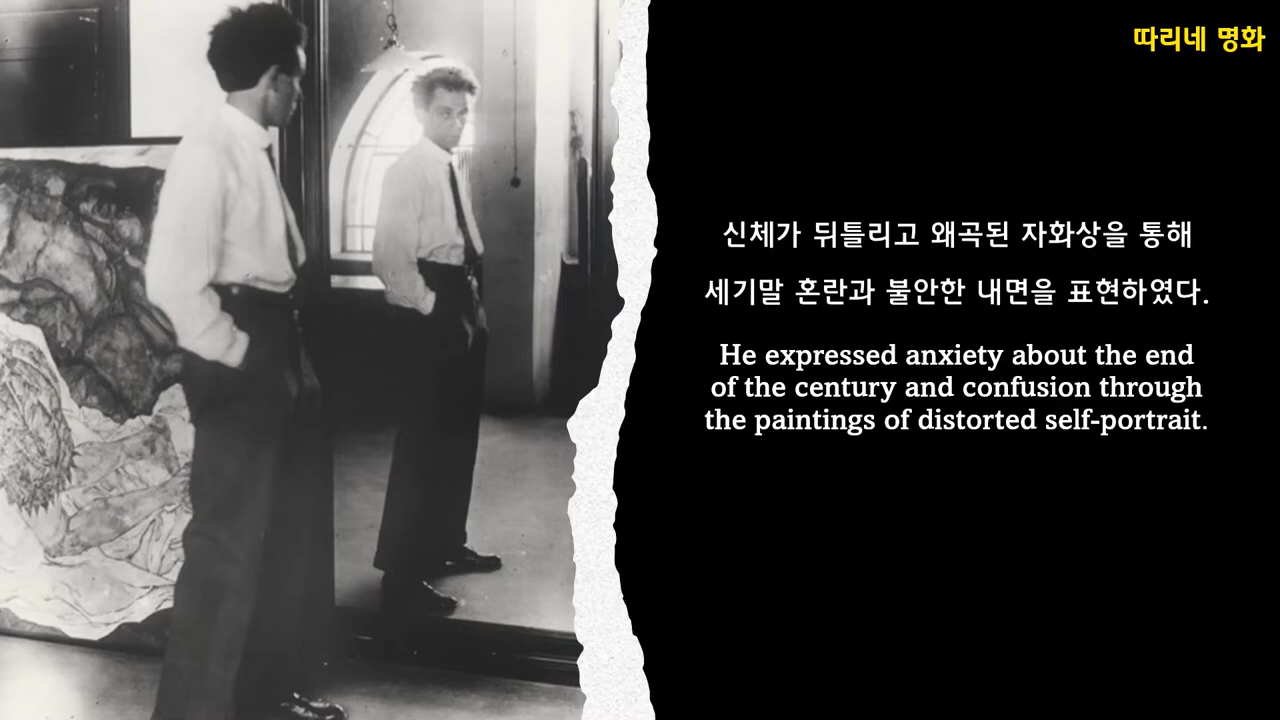 따리네 명화
신체가 뒤틀리고 왜곡된 자화상을 통해
세기말 혼란과 불안한 내면을 표현하였다.
He expressed anxiety about the end
of the century and confusion through
the paintings of distorted self-portrait.